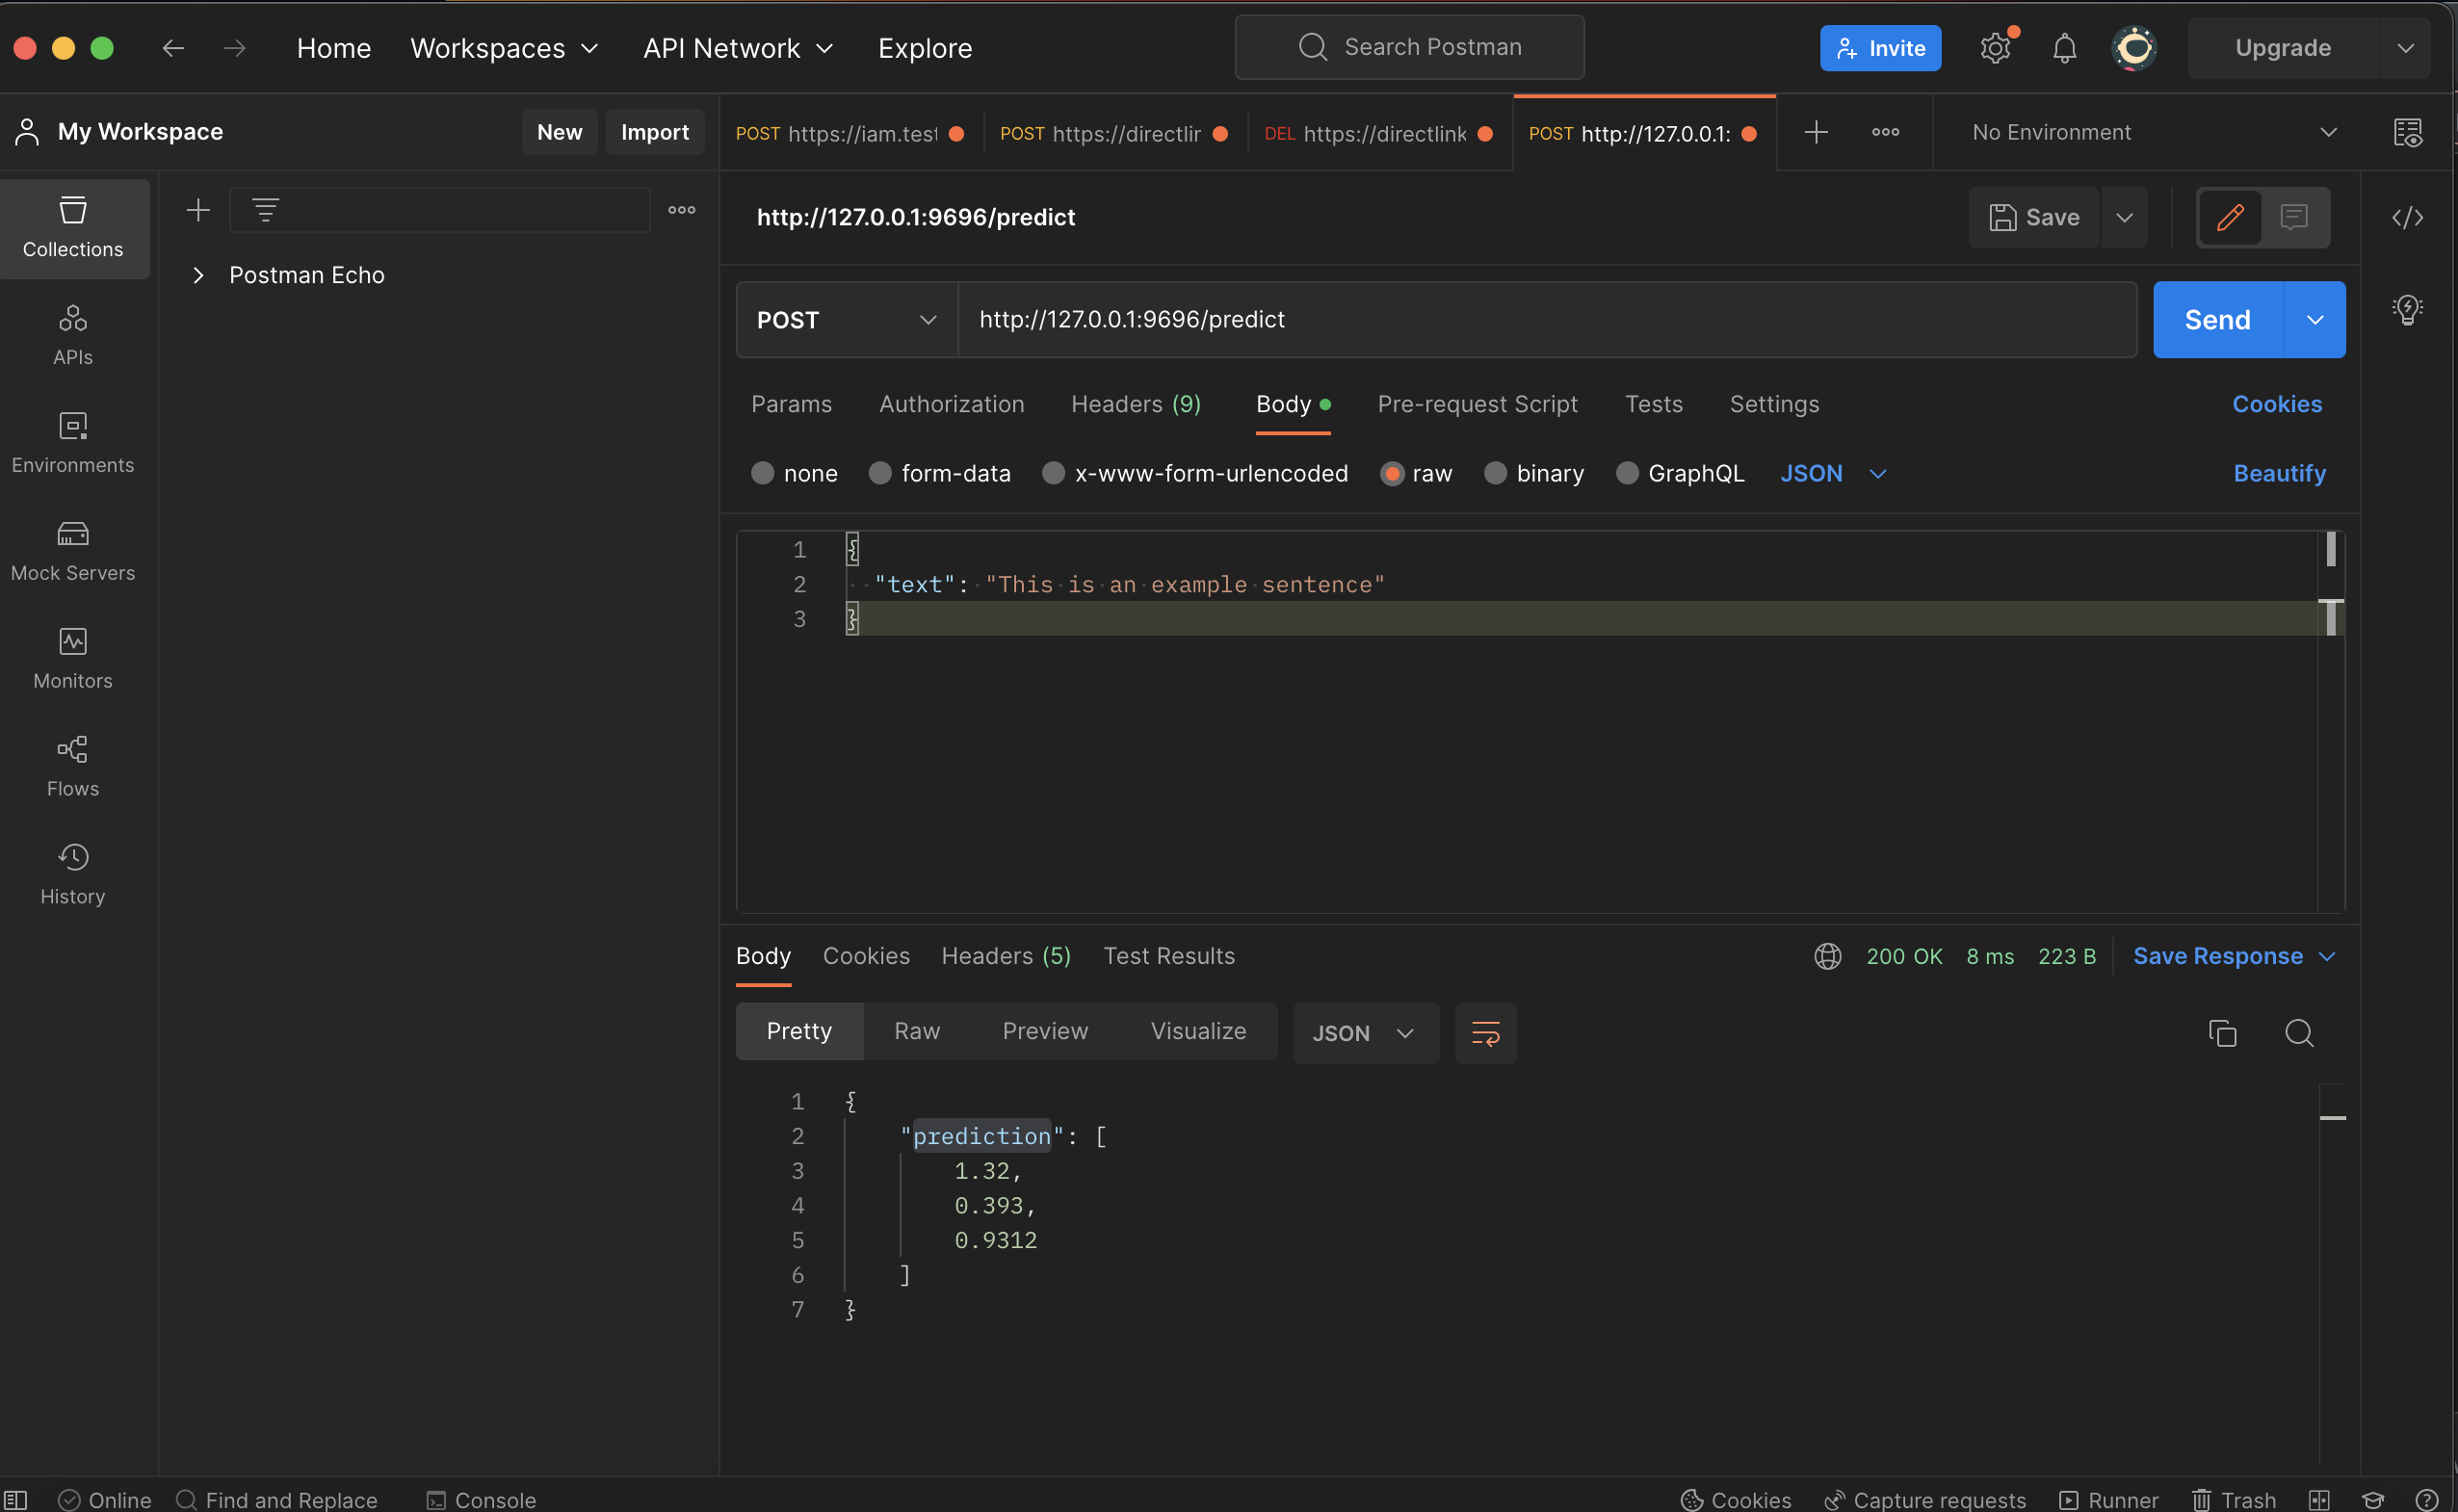 Home Workspaces API Network Explore Search Postman Invite Upgrade
My Workspace New Import POST https://iam.test POST https://directlin DEL https://directlink POST http://127.0.0.1: No Environment
Collections
APIs
Environments
Mock Servers
Monitors
Flows
History
Postman Echo
http://127.0.0.1:9696/predict Save
POST http://127.0.0.1:9696/predict Send
Params Authorization Headers (9) Body Pre-request Script Tests Settings Cookies
none form-data x-www-form-urlencoded raw binary GraphQL JSON Beautify
1 {
2 "text": "This is an example sentence"
3 }
Body Cookies Headers (5) Test Results 200 OK 8 ms 223 B Save Response
Pretty Raw Preview Visualize JSON
1 {
2 "prediction": [
3 1.32,
4 0.393,
5 0.9312
6 ]
7 }
Online Find and Replace Console Cookies Capture requests Runner Trash